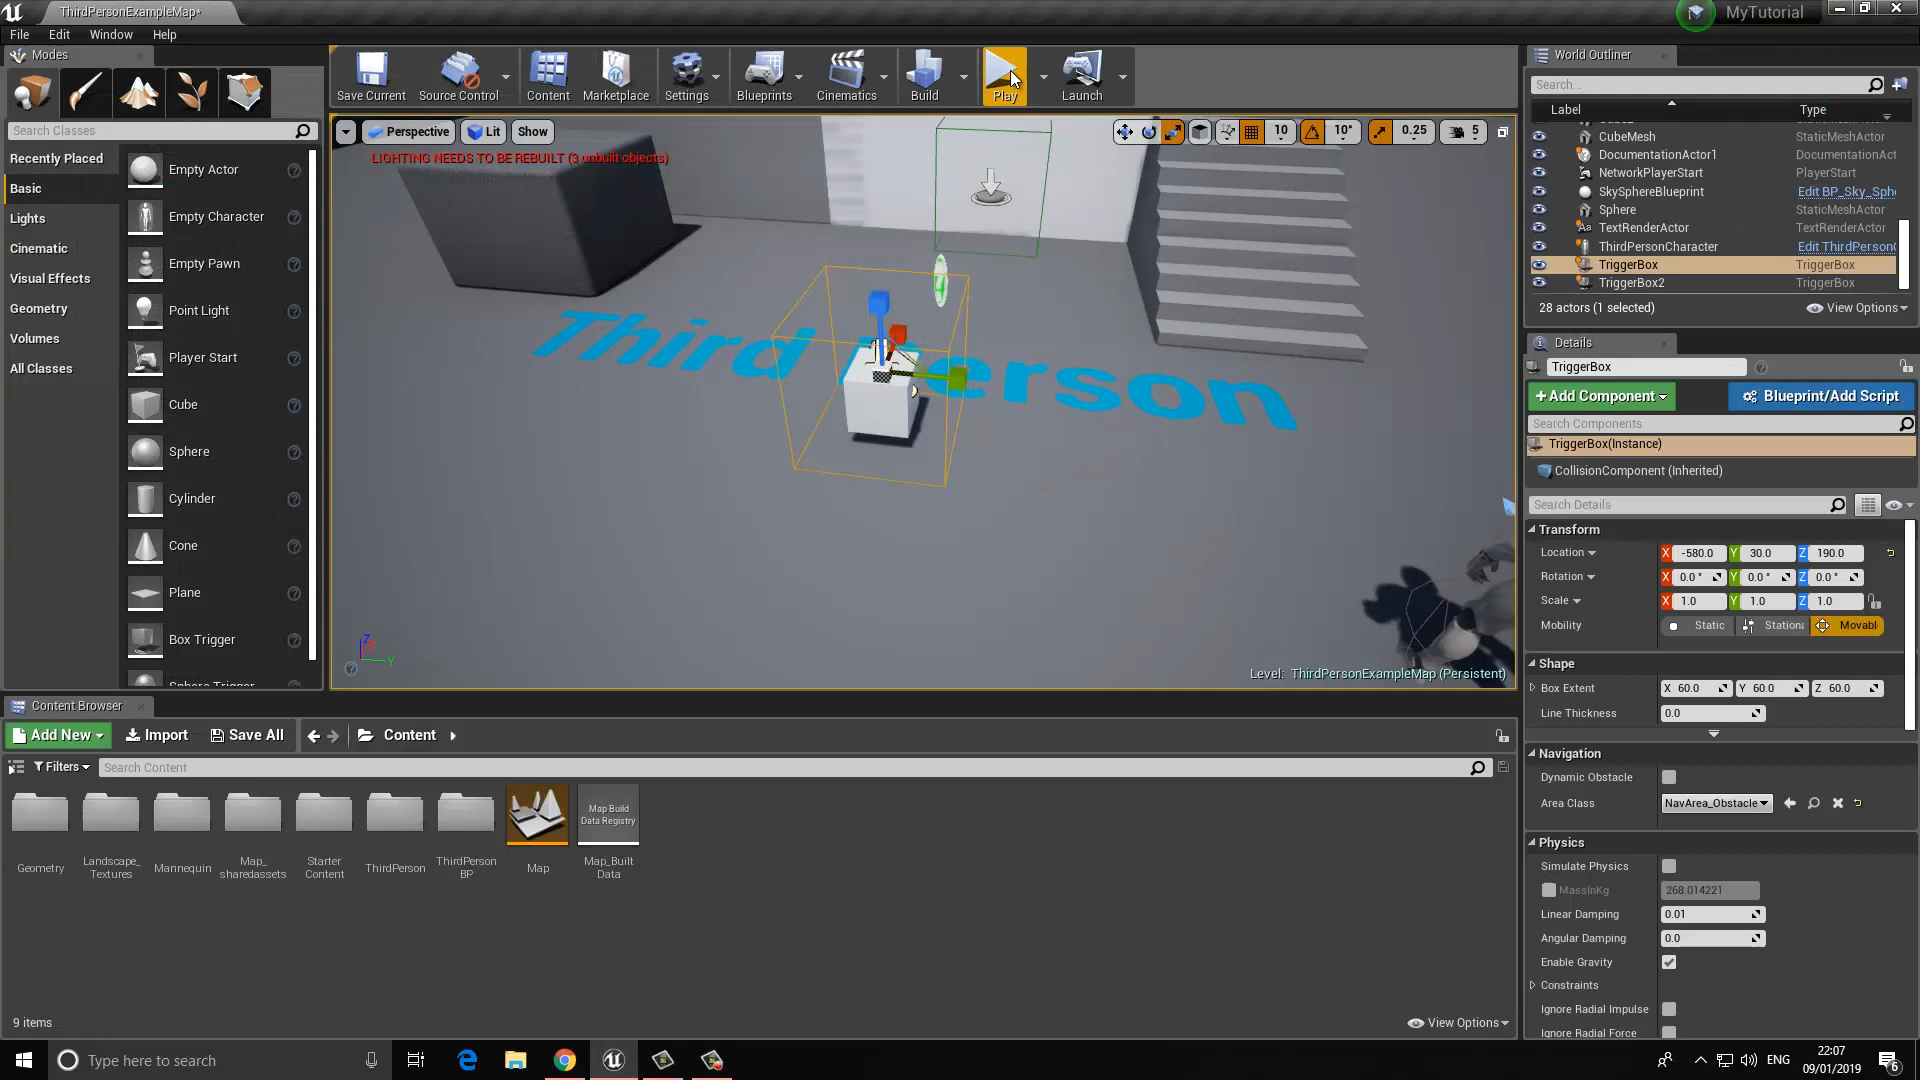 ThirdPersonExampleMap*
MyTutorial
File Edit Window Help
Modes
Save Current
Source Control
Content
Marketplace
Settings
Blueprints
Cinematics
Build
Play
Launch
Search Classes
Recently Placed
Basic
Lights
Cinematic
Visual Effects
Geometry
Volumes
All Classes
Empty Actor
Empty Character
Empty Pawn
Point Light
Player Start
Cube
Sphere
Cylinder
Cone
Plane
Box Trigger
Sphere Trigger
Perspective Lit Show
10 10° 0.25 5
LIGHTING NEEDS TO BE REBUILT (3 unbuilt objects)
Third Person
Level: ThirdPersonExampleMap (Persistent)
World Outliner
Search...
Label Type
CubeMesh StaticMeshActor
DocumentationActor1 DocumentationAct
NetworkPlayerStart PlayerStart
SkySphereBlueprint Edit BP_Sky_Sph
Sphere StaticMeshActor
TextRenderActor TextRenderActor
ThirdPersonCharacter Edit ThirdPerson
TriggerBox TriggerBox
TriggerBox2 TriggerBox
28 actors (1 selected) View Options
Details
TriggerBox
+Add Component Blueprint/Add Script
Search Components
TriggerBox(Instance)
CollisionComponent (Inherited)
Search Details
Transform
Location X -580.0 Y 30.0 Z 190.0
Rotation X 0.0 ° Y 0.0 ° Z 0.0 °
Scale X 1.0 Y 1.0 Z 1.0
Mobility Static Stationa Movabl
Shape
Box Extent X 60.0 Y 60.0 Z 60.0
Line Thickness 0.0
Navigation
Dynamic Obstacle
Area Class NavArea_Obstacle
Physics
Simulate Physics
MassInKg 268.014221
Linear Damping 0.01
Angular Damping 0.0
Enable Gravity
Constraints
Ignore Radial Impulse
Ignore Radial Force
Content Browser
Add New Import Save All Content
Filters Search Content
Map Build
Data Registry
Geometry
Landscape_
Textures
Mannequin
Map_
sharedassets
Starter
Content
ThirdPerson
ThirdPerson
BP
Map
Map_Built
Data
9 items View Options
Type here to search
ENG
22:07
09/01/2019
6